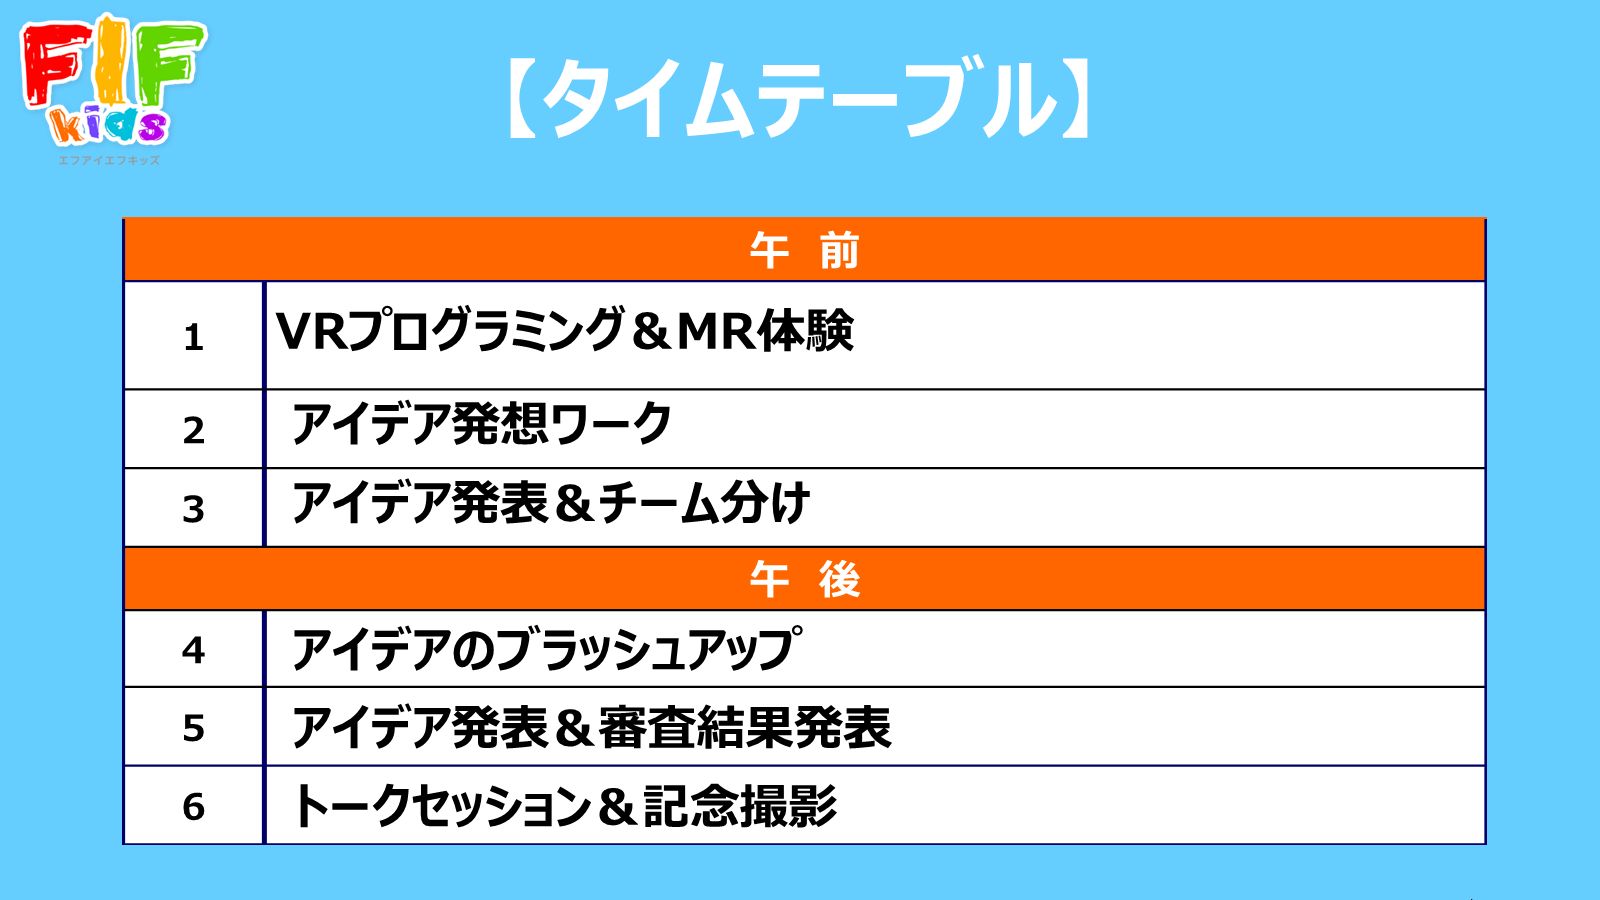 FIF
kids
エフアイエフキッズ
【タイムテーブル】
午 前
1 VRプログラミング＆MR体験
2 アイデア発想ワーク
3 アイデア発表＆チーム分け
午 後
4 アイデアのブラッシュアップ
5 アイデア発表＆審査結果発表
6 トークセッション＆記念撮影